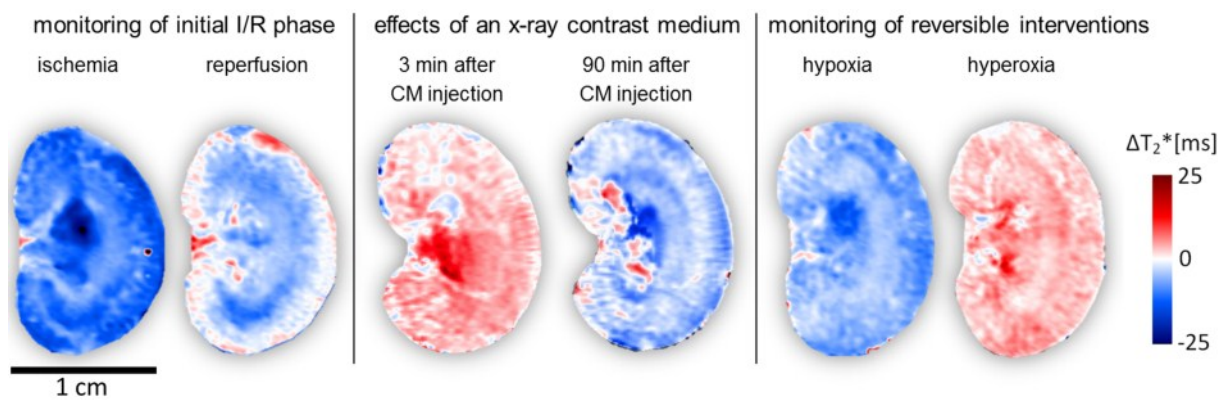 monitoring of initial I/R phase
ischemia
reperfusion
effects of an x-ray contrast medium
3 min after
CM injection
90 min after
CM injection
monitoring of reversible interventions
hypoxia
hyperoxia
ΔT₂*[ms]
25
0
-25
1 cm